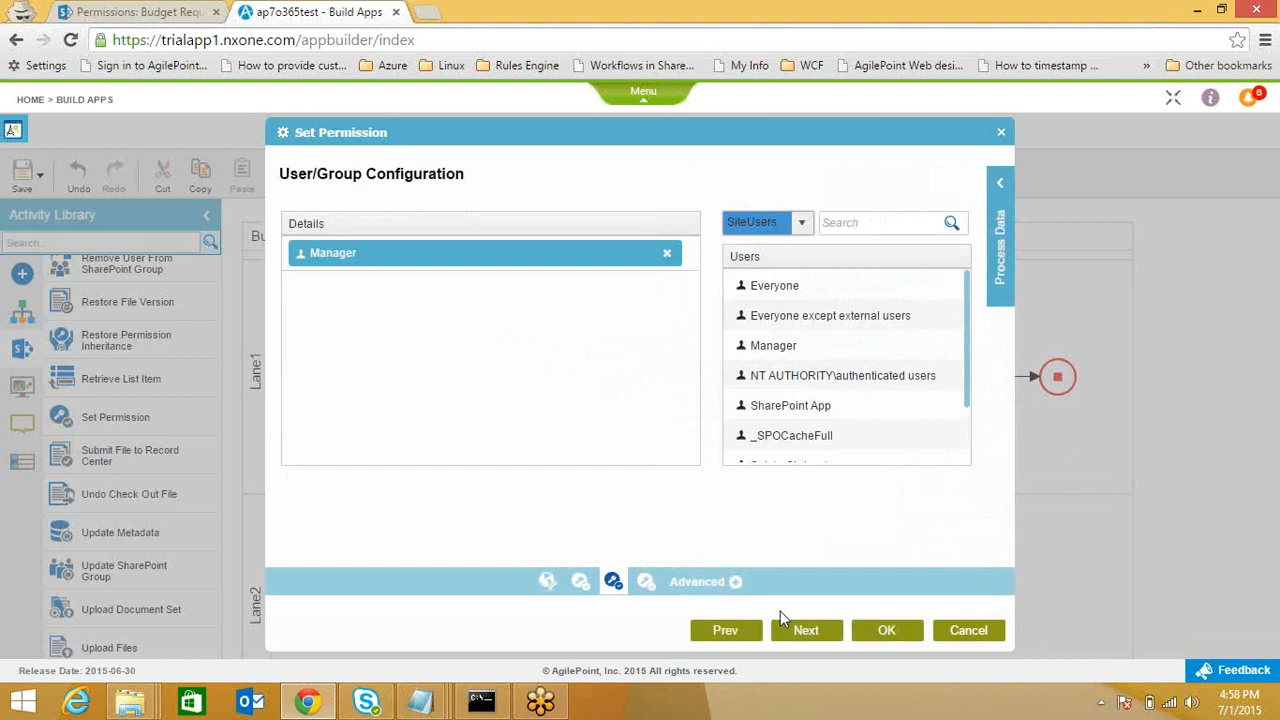 Permissions: Budget Req
ap7o365test - Build Apps
https://trialapp1.nxone.com/appbuilder/index
Settings
Sign in to AgilePoint...
How to provide cust...
Azure
Linux
Rules Engine
Workflows in Share...
My Info
WCF
AgilePoint Web desi...
How to timestamp ...
»
Other bookmarks
HOME > BUILD APPS
Menu
6
Save
Undo
Redo
Cut
Copy
Paste
Activity Library
Search...
Remove User From
SharePoint Group
Restore File Version
Restore Permission
Inheritance
Retrieve List Item
Set Permission
Submit File to Record
Center
Undo Check Out File
Update Metadata
Update SharePoint
Group
Upload Document Set
Upload Files
Bu
Lane1
Lane2
Set Permission
User/Group Configuration
Details
Manager
SiteUsers
Search
Users
Everyone
Everyone except external users
Manager
NT AUTHORITY\authenticated users
SharePoint App
_SPOCacheFull
Process Data
Advanced
Prev
Next
OK
Cancel
Release Date: 2015-06-30
© AgilePoint, Inc. 2015 All rights reserved.
Feedback
4:58 PM
7/1/2015